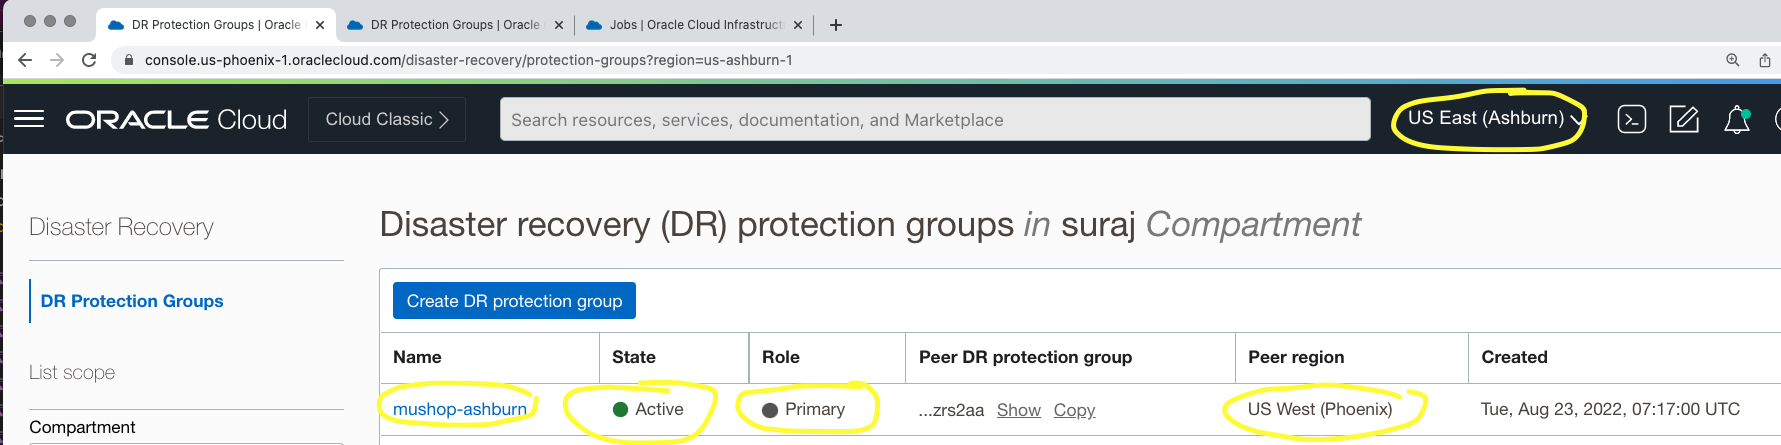 DR Protection Groups | Oracle
DR Protection Groups | Oracle
Jobs | Oracle Cloud Infrastruct
console.us-phoenix-1.oraclecloud.com/disaster-recovery/protection-groups?region=us-ashburn-1
ORACLE Cloud
Cloud Classic
Search resources, services, documentation, and Marketplace
US East (Ashburn)
Disaster Recovery
DR Protection Groups
List scope
Compartment
Disaster recovery (DR) protection groups in suraj Compartment
Create DR protection group
Name State Role Peer DR protection group Peer region Created
mushop-ashburn Active Primary ...zrs2aa Show Copy US West (Phoenix) Tue, Aug 23, 2022, 07:17:00 UTC